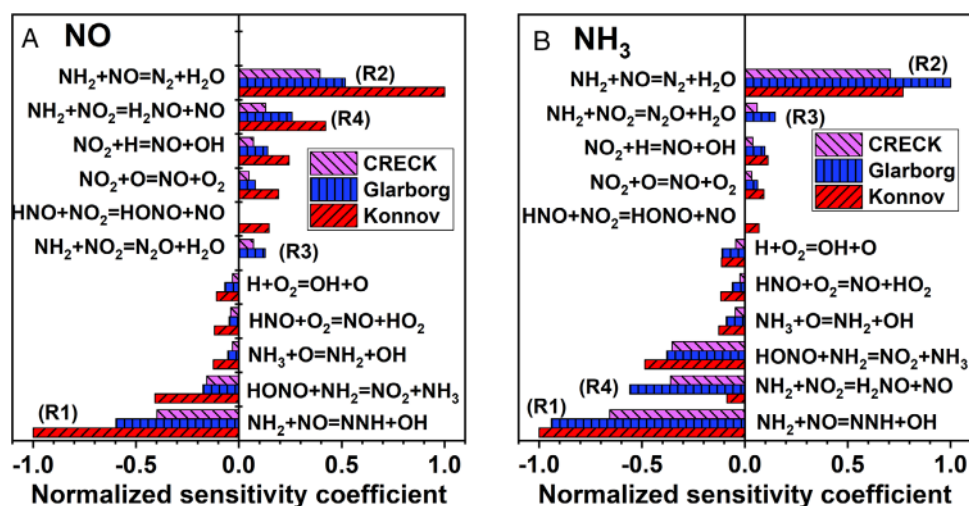 A NO
NH₂+NO=N₂+H₂O
(R2)
NH₂+NO₂=H₂NO+NO
(R4)
NO₂+H=NO+OH
NO₂+O=NO+O₂
HNO+NO₂=HONO+NO
NH₂+NO₂=N₂O+H₂O
(R3)
CRECK
Glarborg
Konnov
H+O₂=OH+O
HNO+O₂=NO+HO₂
NH₃+O=NH₂+OH
HONO+NH₂=NO₂+NH₃
(R1)
NH₂+NO=NNH+OH
-1.0 -0.5 0.0 0.5 1.0
Normalized sensitivity coefficient
B NH₃
NH₂+NO=N₂+H₂O
(R2)
NH₂+NO₂=N₂O+H₂O
(R3)
NO₂+H=NO+OH
NO₂+O=NO+O₂
HNO+NO₂=HONO+NO
CRECK
Glarborg
Konnov
H+O₂=OH+O
HNO+O₂=NO+HO₂
NH₃+O=NH₂+OH
HONO+NH₂=NO₂+NH₃
(R4)
NH₂+NO₂=H₂NO+NO
(R1)
NH₂+NO=NNH+OH
-1.0 -0.5 0.0 0.5 1.0
Normalized sensitivity coefficient